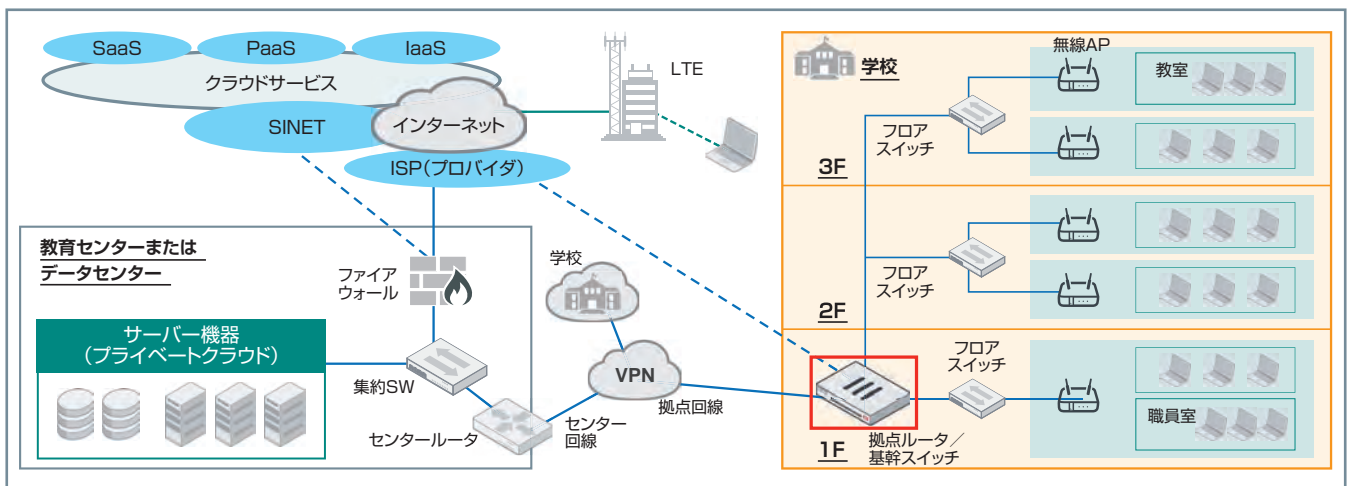 SaaS
PaaS
IaaS
クラウドサービス
SINET
インターネット
ISP(プロバイダ)
LTE
教育センターまたは
データセンター
ファイア
ウォール
サーバー機器
(プライベートクラウド)
集約SW
センタールータ
センター
回線
学校
VPN
拠点回線
学校
無線AP
教室
フロア
スイッチ
3F
フロア
スイッチ
2F
フロア
スイッチ
職員室
1F
拠点ルータ/
基幹スイッチ